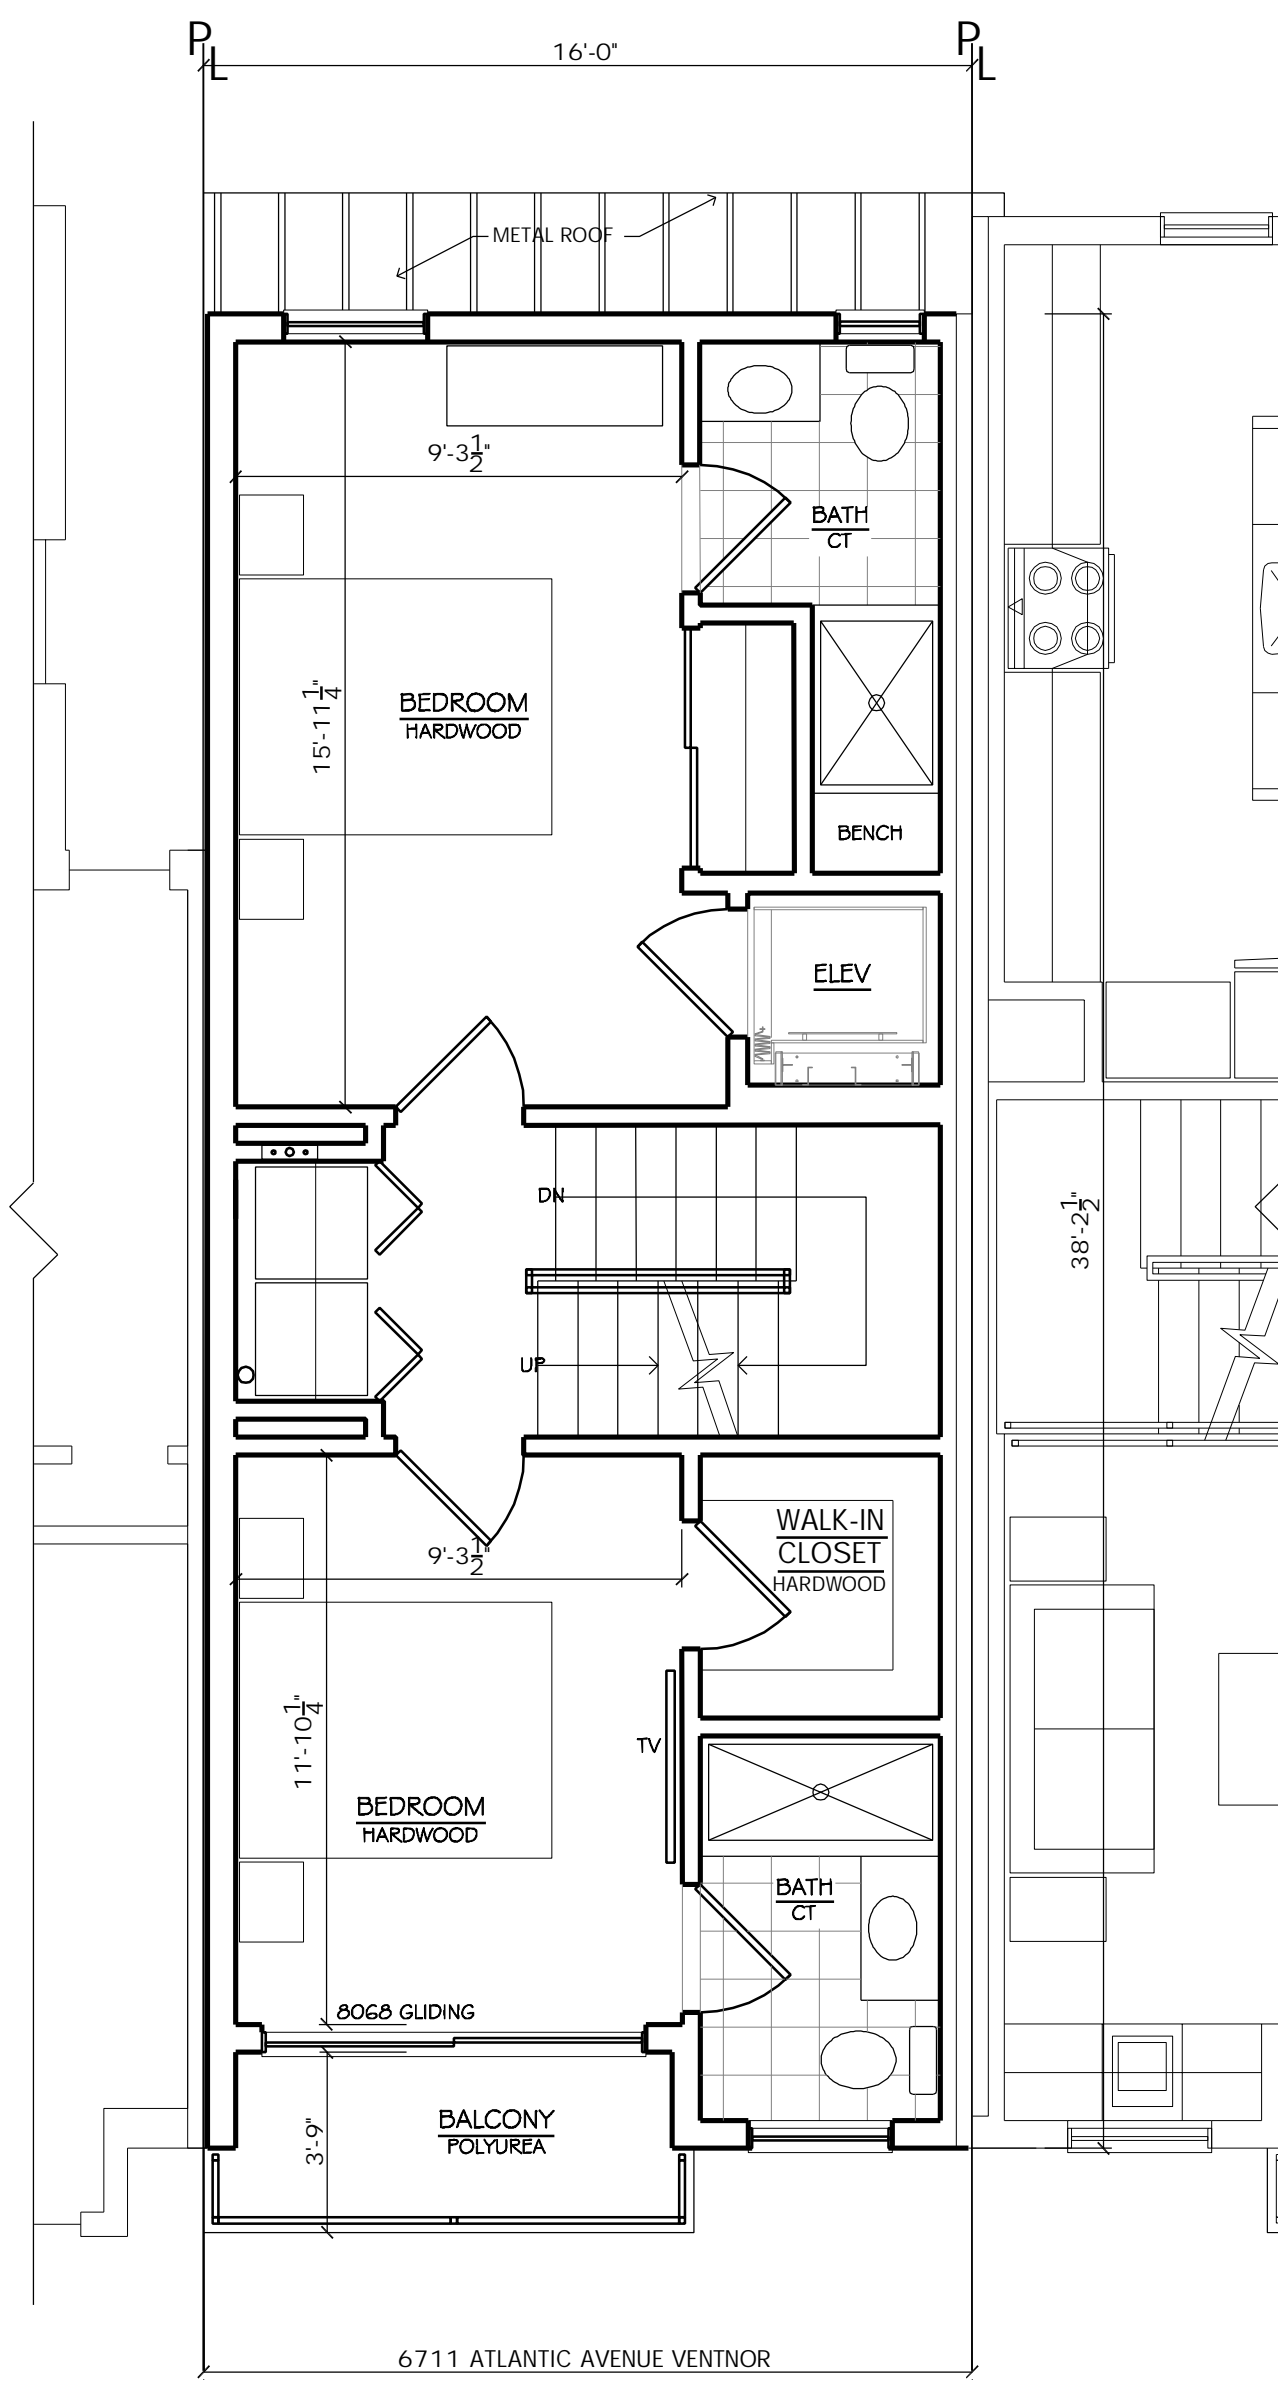 PL
PL
16'-0"
METAL ROOF
9'-3 1/2"
BATH
CT
15'-11 1/4"
BEDROOM
HARDWOOD
BENCH
ELEV
DN
38'-2 1/2"
UP
WALK-IN
CLOSET
HARDWOOD
9'-3 1/2"
11'-10 1/4"
TV
BEDROOM
HARDWOOD
BATH
CT
8068 GLIDING
BALCONY
POLYUREA
3'-9"
6711 ATLANTIC AVENUE VENTNOR